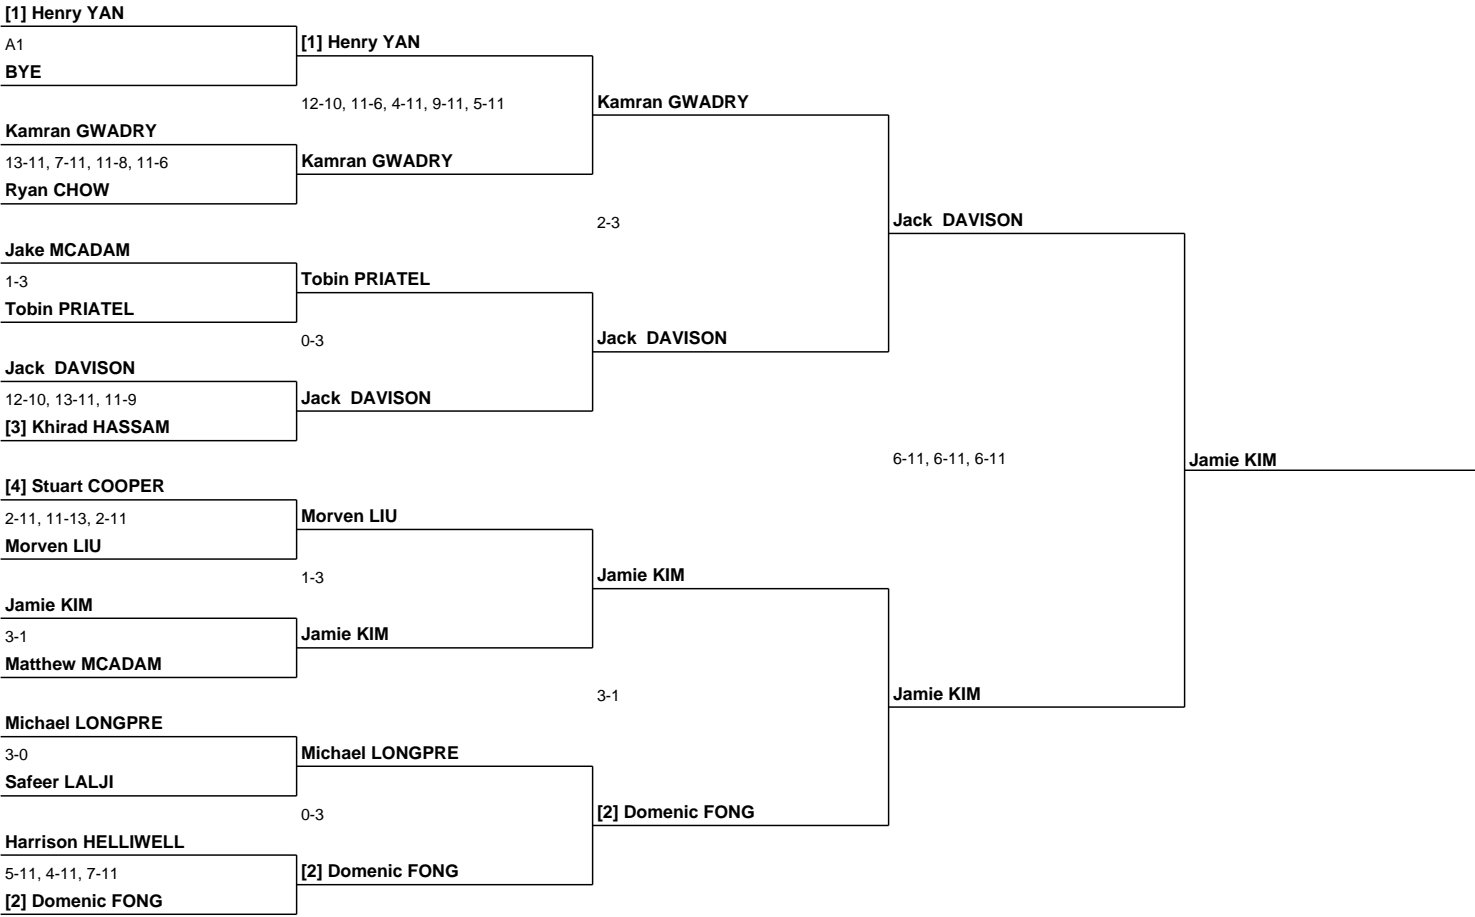 [1] Henry YAN
A1
BYE
Kamran GWADRY
13-11, 7-11, 11-8, 11-6
Ryan CHOW
Jake MCADAM
1-3
Tobin PRIATEL
Jack  DAVISON
12-10, 13-11, 11-9
[3] Khirad HASSAM
[4] Stuart COOPER
2-11, 11-13, 2-11
Morven LIU
Jamie KIM
3-1
Matthew MCADAM
Michael LONGPRE
3-0
Safeer LALJI
Harrison HELLIWELL
5-11, 4-11, 7-11
[2] Domenic FONG
[1] Henry YAN
12-10, 11-6, 4-11, 9-11, 5-11
Kamran GWADRY
Tobin PRIATEL
0-3
Jack  DAVISON
Morven LIU
1-3
Jamie KIM
Michael LONGPRE
0-3
[2] Domenic FONG
Kamran GWADRY
2-3
Jack  DAVISON
Jamie KIM
3-1
[2] Domenic FONG
Jack  DAVISON
6-11, 6-11, 6-11
Jamie KIM
Jamie KIM